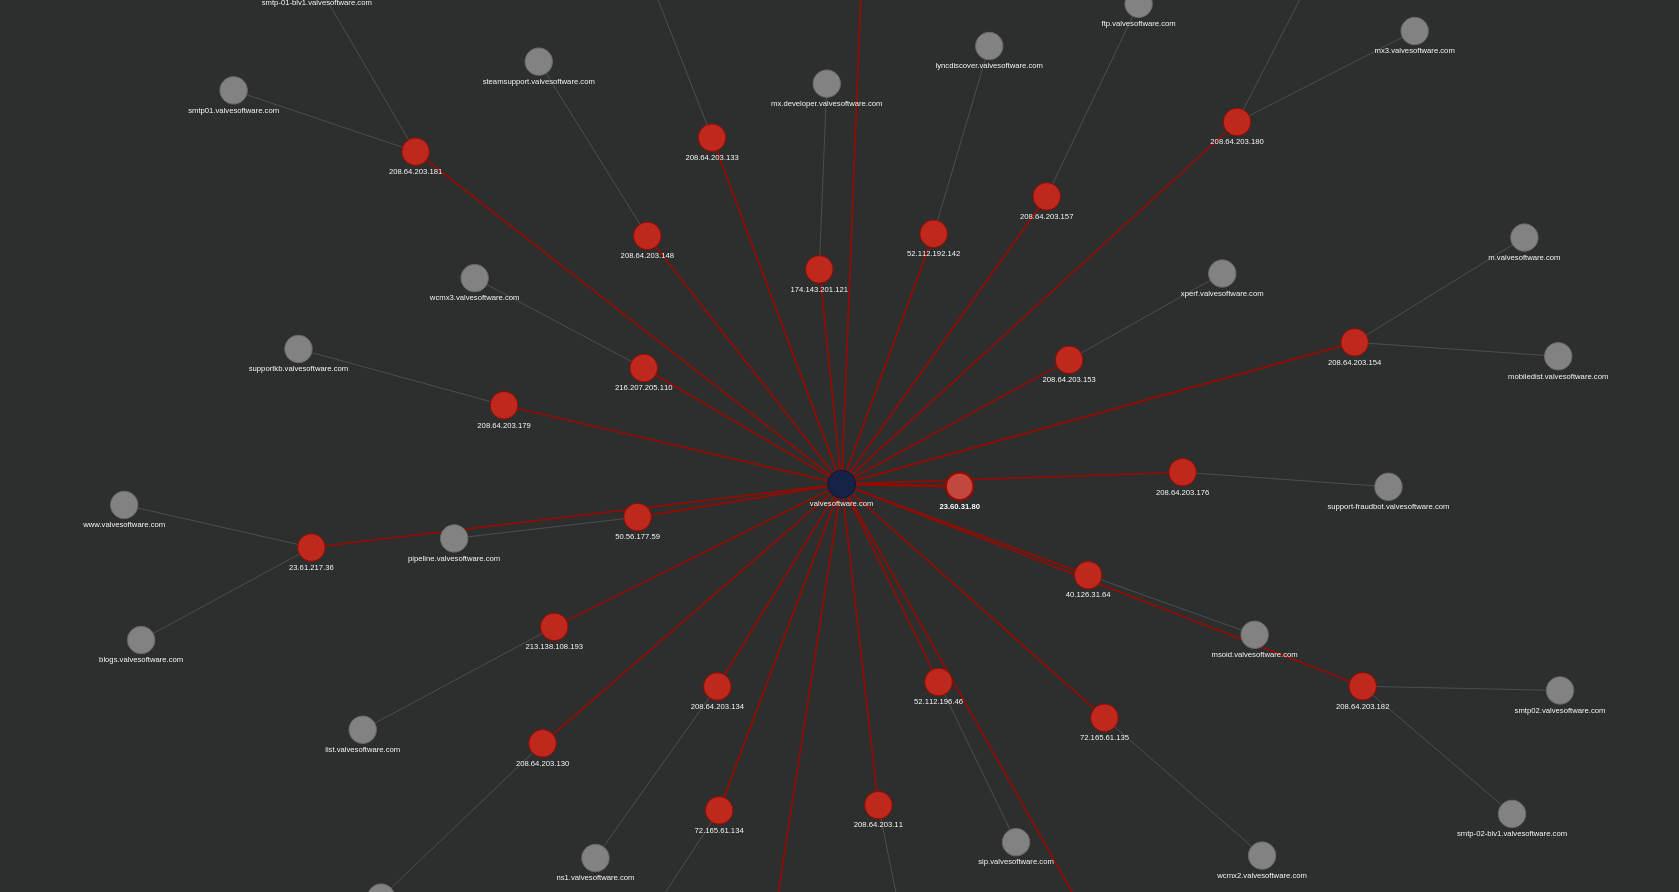 smtp-01-blv1.valvesoftware.com
ftp.valvesoftware.com
mx3.valvesoftware.com
lyncdiscover.valvesoftware.com
steamsupport.valvesoftware.com
mx.developer.valvesoftware.com
smtp01.valvesoftware.com
208.64.203.180
208.64.203.133
208.64.203.181
208.64.203.157
52.112.192.142
208.64.203.148
m.valvesoftware.com
174.143.201.121
xperf.valvesoftware.com
wcmx3.valvesoftware.com
208.64.203.154
supportkb.valvesoftware.com
mobiledist.valvesoftware.com
208.64.203.153
216.207.205.110
208.64.203.179
208.64.203.176
valvesoftware.com
23.60.31.80
support-fraudbot.valvesoftware.com
www.valvesoftware.com
50.56.177.59
pipeline.valvesoftware.com
23.61.217.36
40.126.31.64
213.138.108.193
msoid.valvesoftware.com
blogs.valvesoftware.com
52.112.196.46
208.64.203.134
208.64.203.182
smtp02.valvesoftware.com
72.165.61.135
list.valvesoftware.com
208.64.203.130
208.64.203.11
72.165.61.134
smtp-02-blv1.valvesoftware.com
sip.valvesoftware.com
wcmx2.valvesoftware.com
ns1.valvesoftware.com